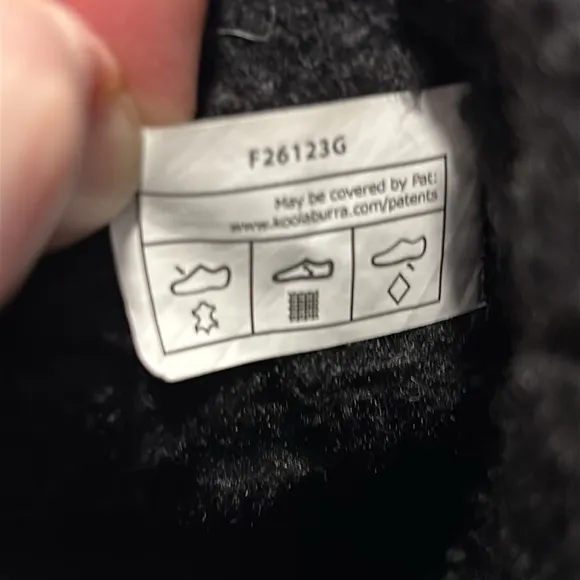 F26123G
May be covered by Pat:
www.koolaburra.com/patents